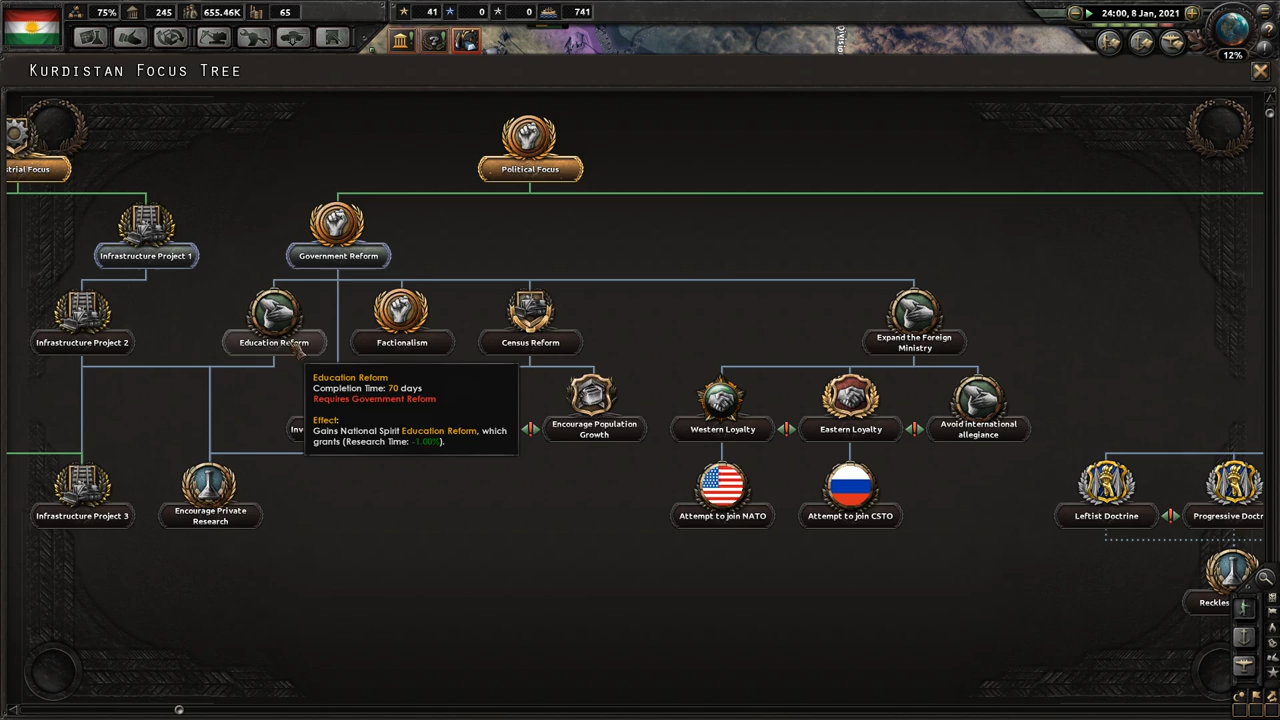 75%
245
655.46K
65
41
0
0
741
24:00, 8 Jan, 2021
12%
KURDISTAN FOCUS TREE
strial Focus
Political Focus
Infrastructure Project 1
Government Reform
Infrastructure Project 2
Education Reform
Factionalism
Census Reform
Expand the Foreign
Ministry
Education Reform
Completion Time: 70 days
Requires Government Reform
Effect:
Gains National Spirit Education Reform, which
grants (Research Time: -1.00%).
Inv
Encourage Population
Growth
Western Loyalty
Eastern Loyalty
Avoid international
allegiance
Infrastructure Project 3
Encourage Private
Research
Attempt to join NATO
Attempt to join CSTO
Leftist Doctrine
Progressive Doctr
Reckles